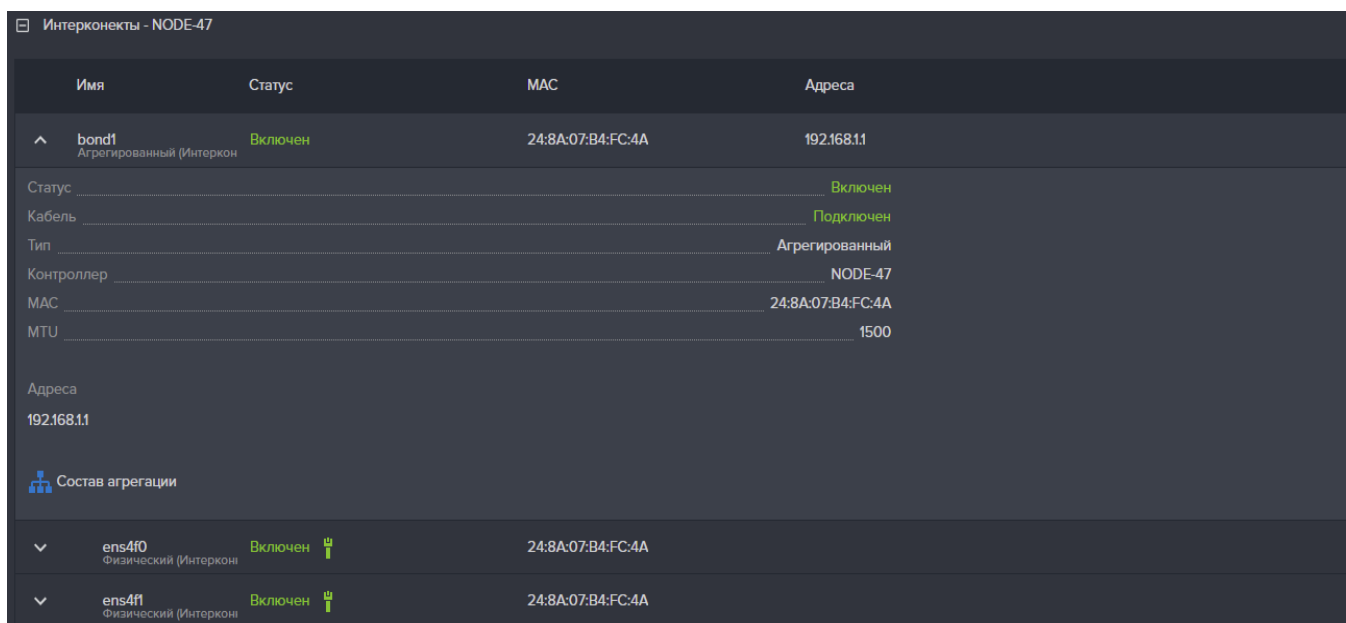 Интерконекты - NODE-47
Имя Статус MAC Адреса
bond1 Включен 24:8A:07:B4:FC:4A 192.168.1.1
Агрегированный (Интеркон
Статус Включен
Кабель Подключен
Тип Агрегированный
Контроллер NODE-47
MAC 24:8A:07:B4:FC:4A
MTU 1500
Адреса
192.168.1.1
Состав агрегации
ens4f0 Включен 24:8A:07:B4:FC:4A
Физический (Интерконе
ens4f1 Включен 24:8A:07:B4:FC:4A
Физический (Интерконе